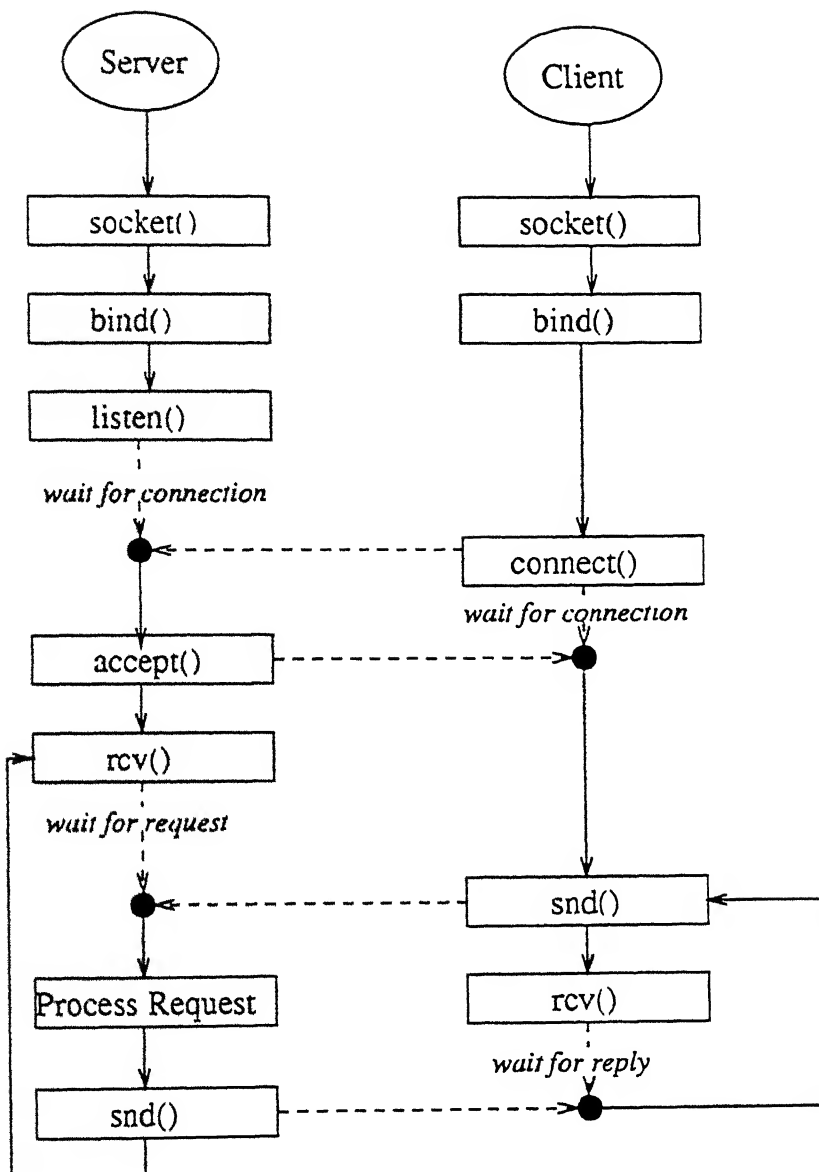 Server
Client
socket()
socket()
bind()
bind()
listen()
wait for connection
connect()
wait for connection
accept()
rcv()
wait for request
snd()
Process Request
rcv()
wait for reply
snd()